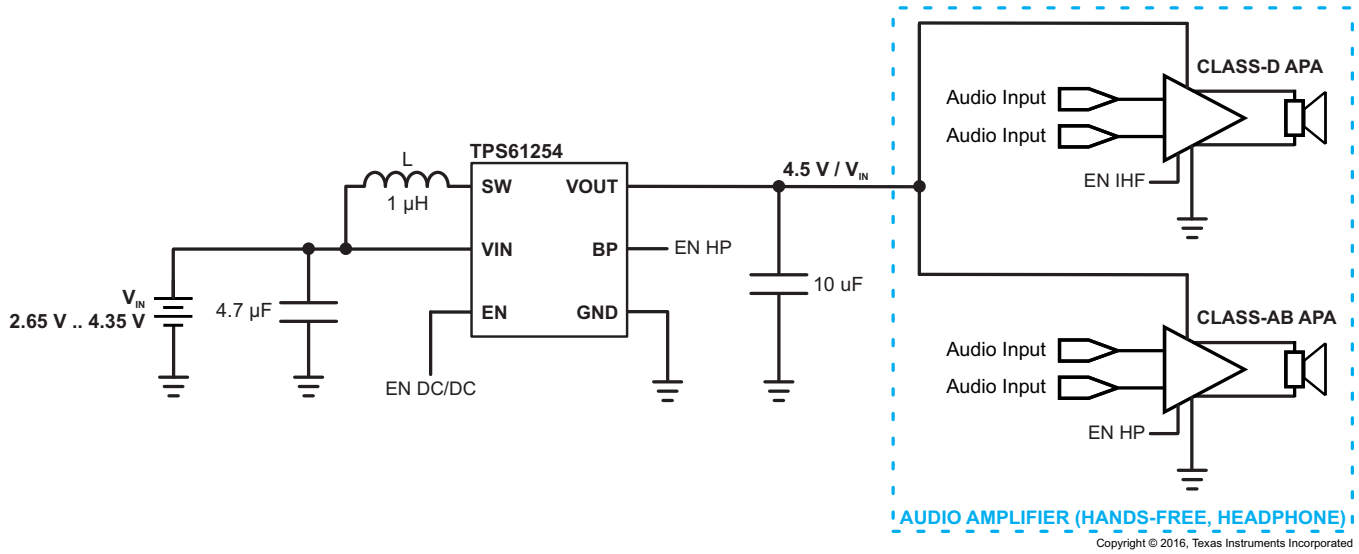 CLASS-D APA
Audio Input
Audio Input
EN IHF
TPS61254
L
1 µH
SW
VOUT
4.5 V / VIN
VIN
BP
EN HP
EN
GND
VIN
2.65 V .. 4.35 V
4.7 µF
10 uF
EN DC/DC
CLASS-AB APA
Audio Input
Audio Input
EN HP
AUDIO AMPLIFIER (HANDS-FREE, HEADPHONE)
Copyright © 2016, Texas Instruments Incorporated